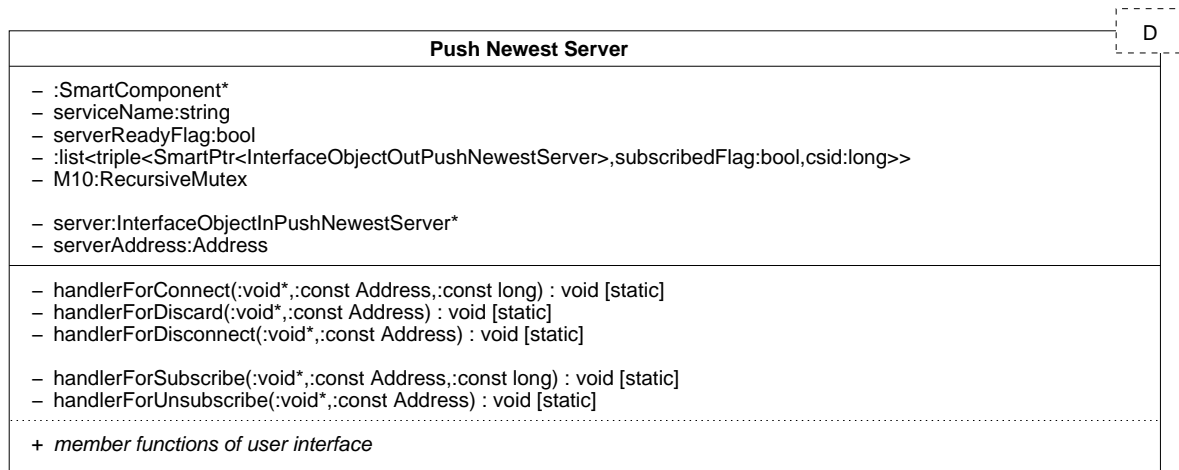 D
Push Newest Server
– :SmartComponent*
– serviceName:string
– serverReadyFlag:bool
– :list<triple<SmartPtr<InterfaceObjectOutPushNewestServer>,subscribedFlag:bool,csid:long>>
– M10:RecursiveMutex
– server:InterfaceObjectInPushNewestServer*
– serverAddress:Address
– handlerForConnect(:void*,:const Address,:const long) : void [static]
– handlerForDiscard(:void*,:const Address) : void [static]
– handlerForDisconnect(:void*,:const Address) : void [static]
– handlerForSubscribe(:void*,:const Address,:const long) : void [static]
– handlerForUnsubscribe(:void*,:const Address) : void [static]
+ member functions of user interface